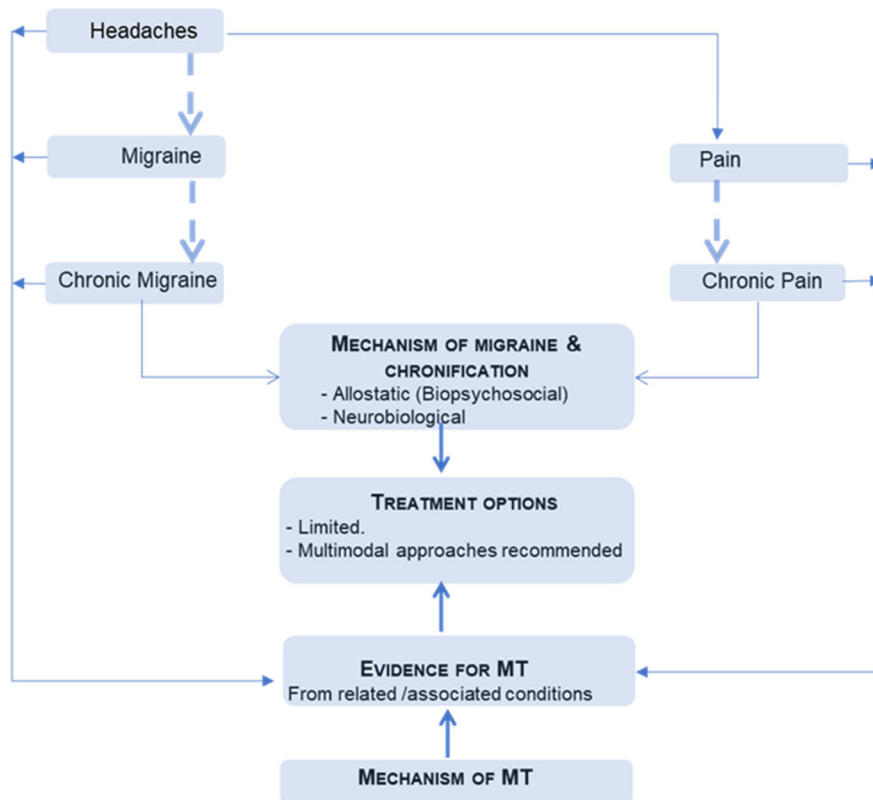 Headaches
Migraine
Pain
Chronic Migraine
Chronic Pain
MECHANISM OF MIGRAINE &
CHRONIFICATION
- Allostatic (Biopsychosocial)
- Neurobiological
TREATMENT OPTIONS
- Limited.
- Multimodal approaches recommended
EVIDENCE FOR MT
From related /associated conditions
MECHANISM OF MT